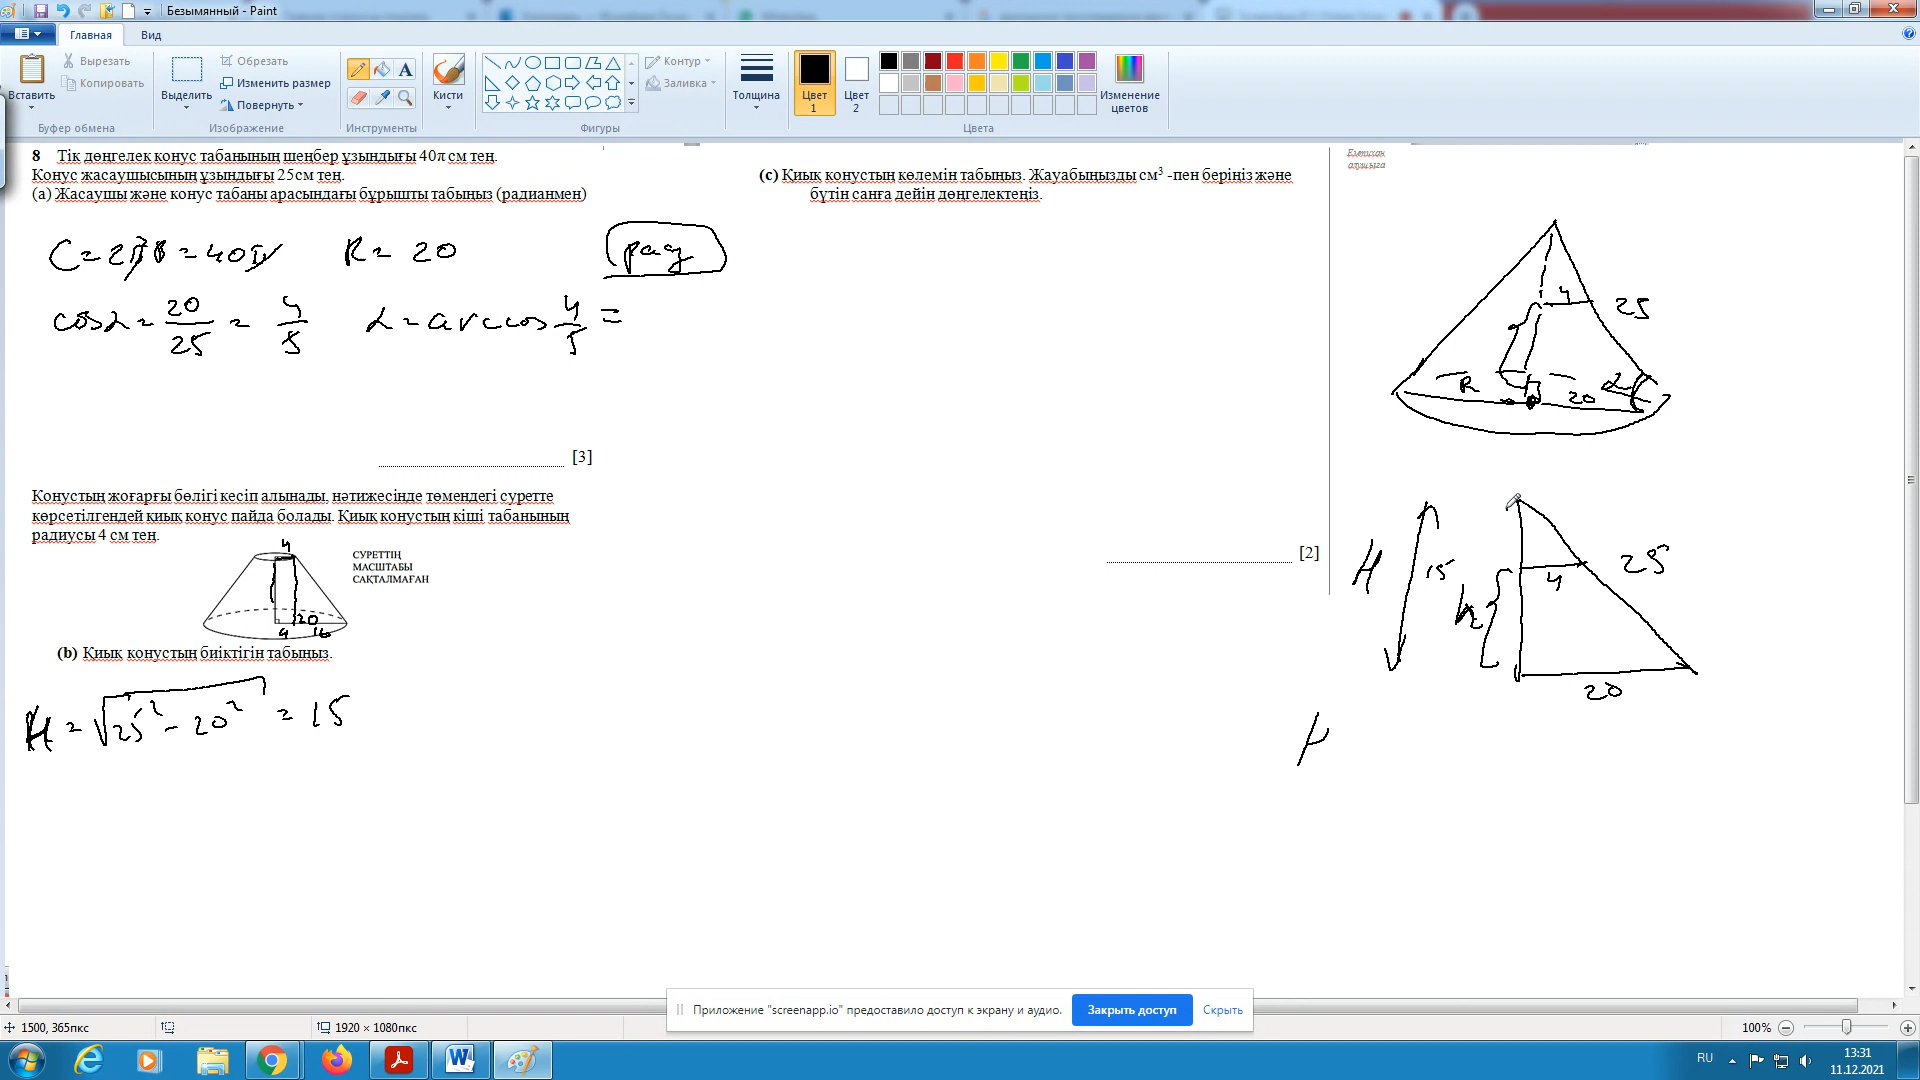 Безымянный - Paint
Главная
Вид
Вставить
Вырезать
Копировать
Буфер обмена
Выделить
Обрезать
Изменить размер
Повернуть
Изображение
Инструменты
Кисти
Фигуры
Контур
Заливка
Толщина
Цвет 1
Цвет 2
Изменение цветов
Цвета
8 Тік дөңгелек конус табанының шеңбер ұзындығы 40π см тең.
Конус жасаушысының ұзындығы 25см тең.
(а) Жасаушы және конус табаны арасындағы бұрышты табыңыз (радианмен)
R = 20
рад
cosα = 20/25 = 4/5 α = arccos 4/5 =
[3]
Конустың жоғарғы бөлігі кесіп алынады, нәтижесінде төмендегі суретте
көрсетілгендей қиық конус пайда болады. Қиық конустың кіші табанының
радиусы 4 см тең.
4
СУРЕТТІҢ
МАСШТАБЫ
САҚТАЛМАҒАН
20
4 16
(b) Қиық конустың биіктігін табыңыз.
H = √25² - 20² = 15
(c) Қиық конустың көлемін табыңыз. Жауабыңызды см³ -пен беріңіз және
бүтін санға дейін дөңгелектеңіз.
[2]
4
25
R
20
α
H
15
h
4
25
20
Приложение "screenapp.io" предоставило доступ к экрану и аудио.
Закрыть доступ
Скрыть
1500, 365пкс
1920 × 1080пкс
100%
RU
13:31
11.12.2021